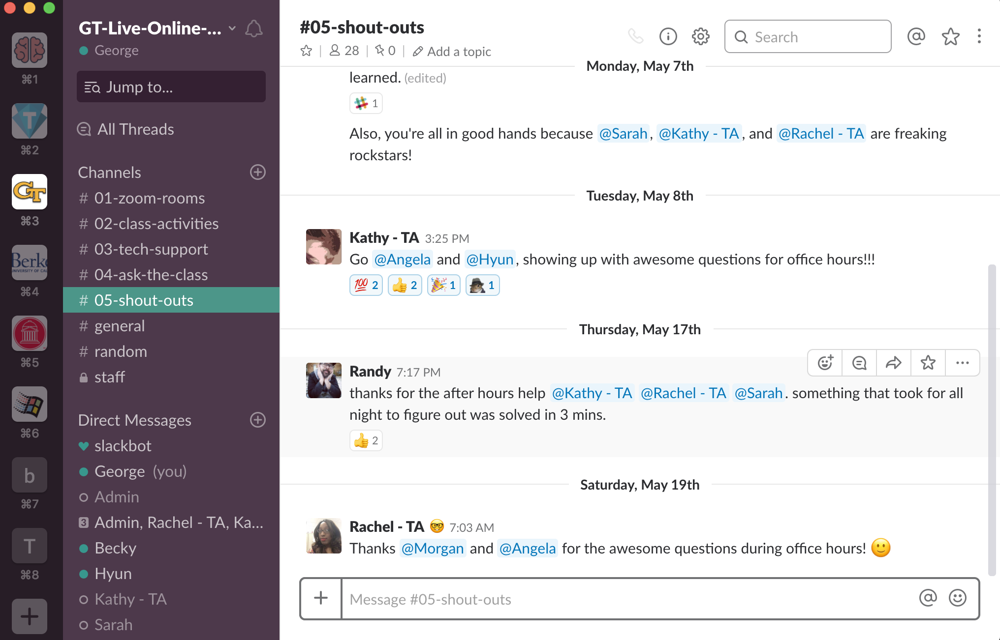 ⌘1
T
⌘2
GT
⌘3
Berke
UNIVERSITY OF CAL
⌘4
⌘5
⌘6
b
⌘7
T
⌘8
GT-Live-Online-...
George
Jump to...
All Threads
Channels
# 01-zoom-rooms
# 02-class-activities
# 03-tech-support
# 04-ask-the-class
# 05-shout-outs
# general
# random
staff
Direct Messages
slackbot
George (you)
Admin
3 Admin, Rachel - TA, Ka...
Becky
Hyun
Kathy - TA
Sarah
#05-shout-outs
28 | 0 | Add a topic
Search
Monday, May 7th
learned. (edited)
1
Also, you're all in good hands because @Sarah, @Kathy - TA, and @Rachel - TA are freaking
rockstars!
Tuesday, May 8th
Kathy - TA 3:25 PM
Go @Angela and @Hyun, showing up with awesome questions for office hours!!!
💯 2 👍 2 🎉 1 1
Thursday, May 17th
Randy 7:17 PM
thanks for the after hours help @Kathy - TA @Rachel - TA @Sarah. something that took for all
night to figure out was solved in 3 mins.
👍 2
Saturday, May 19th
Rachel - TA 🤓 7:03 AM
Thanks @Morgan and @Angela for the awesome questions during office hours! 🙂
Message #05-shout-outs